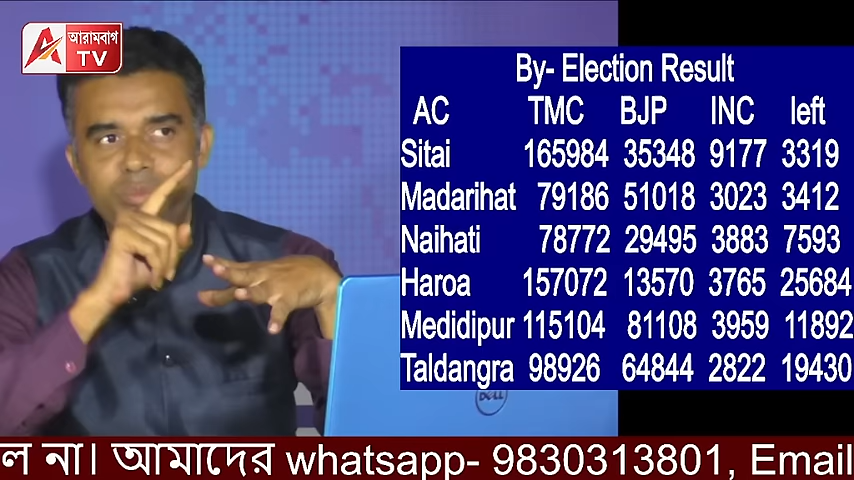 A আরামবাগ
TV
By- Election Result
AC TMC BJP INC left
Sitai 165984 35348 9177 3319
Madarihat 79186 51018 3023 3412
Naihati 78772 29495 3883 7593
Haroa 157072 13570 3765 25684
Medidipur 115104 81108 3959 11892
Taldangra 98926 64844 2822 19430
DELL
ল না। আমাদের whatsapp- 9830313801, Email